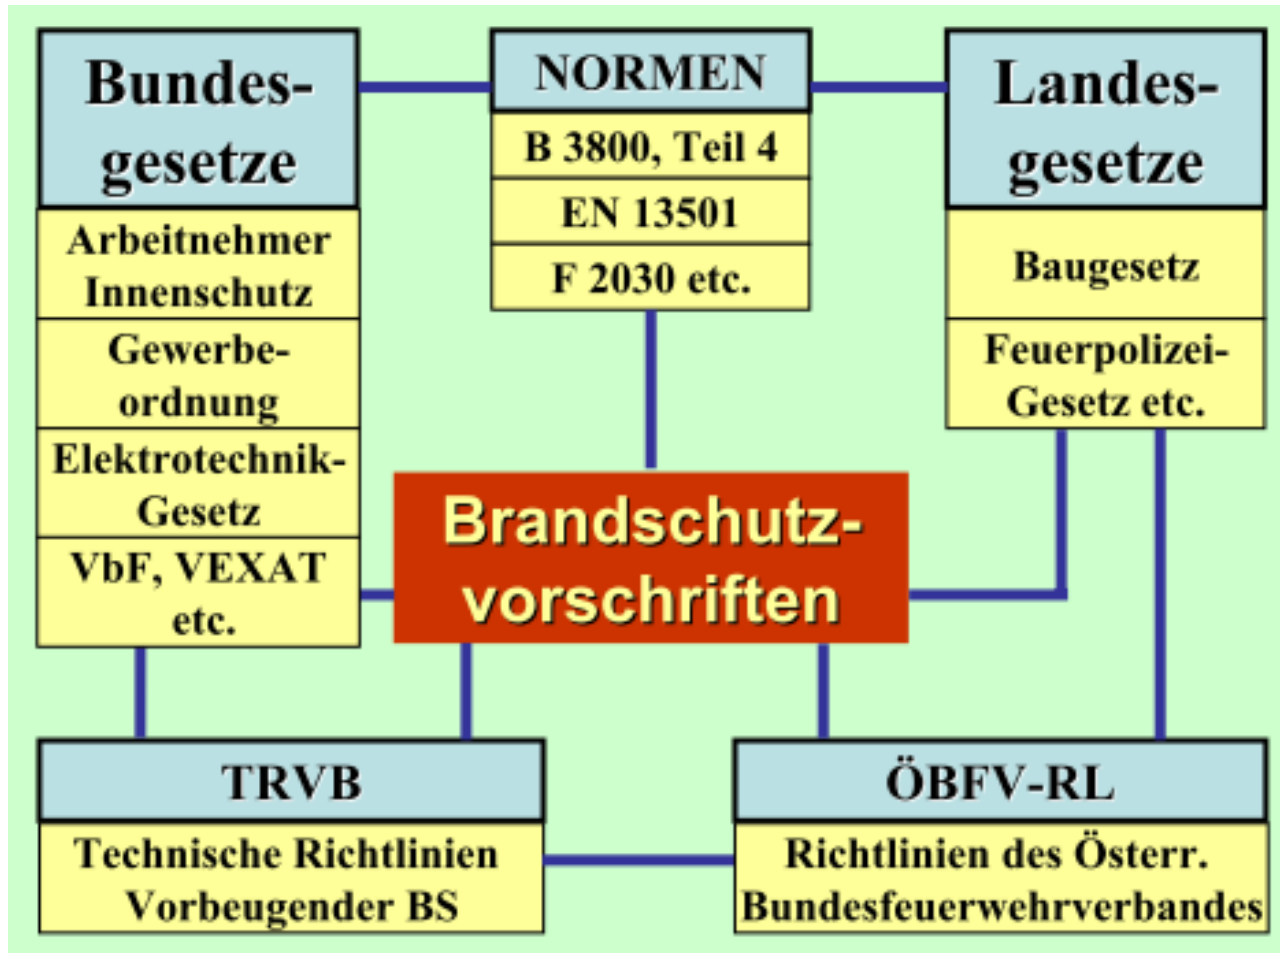 Bundes-
gesetze
Arbeitnehmer
Innenschutz
Gewerbe-
ordnung
Elektrotechnik-
Gesetz
VbF, VEXAT
etc.
NORMEN
B 3800, Teil 4
EN 13501
F 2030 etc.
Landes-
gesetze
Baugesetz
Feuerpolizei-
Gesetz etc.
Brandschutz-
vorschriften
TRVB
Technische Richtlinien
Vorbeugender BS
ÖBFV-RL
Richtlinien des Österr.
Bundesfeuerwehrverbandes